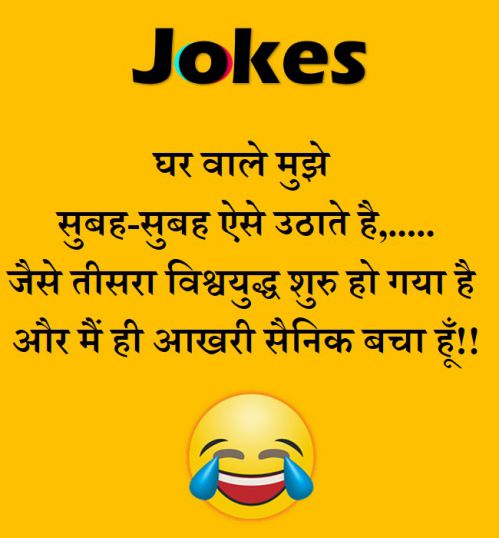 Jokes
घर वाले मुझे
सुबह-सुबह ऐसे उठाते है,.....
जैसे तीसरा विश्वयुद्ध शुरु हो गया है
और मैं ही आखरी सैनिक बचा हूँ!!